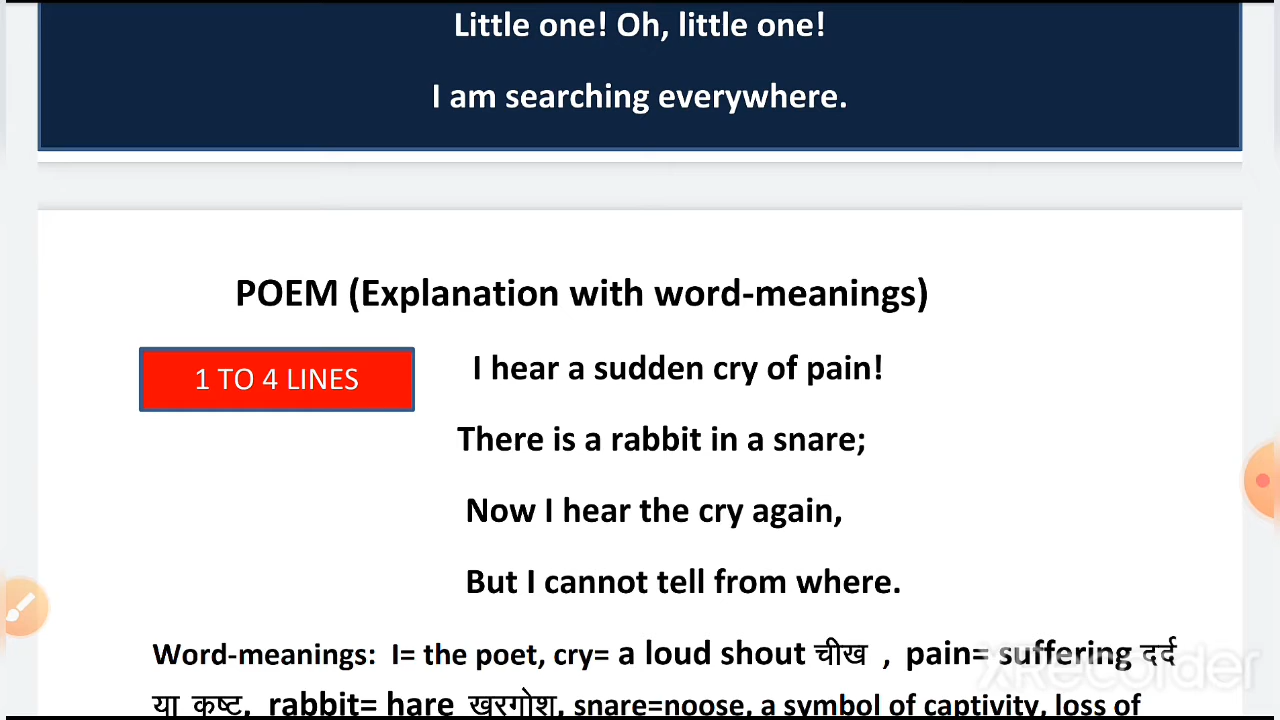 Little one! Oh, little one!
I am searching everywhere.
POEM (Explanation with word-meanings)
1 TO 4 LINES
I hear a sudden cry of pain!
There is a rabbit in a snare;
Now I hear the cry again,
But I cannot tell from where.
Word-meanings: I= the poet, cry= a loud shout चीख , pain= suffering दर्द
या कष्ट, rabbit= hare खरगोश, snare=noose, a symbol of captivity, loss of
XRecorder